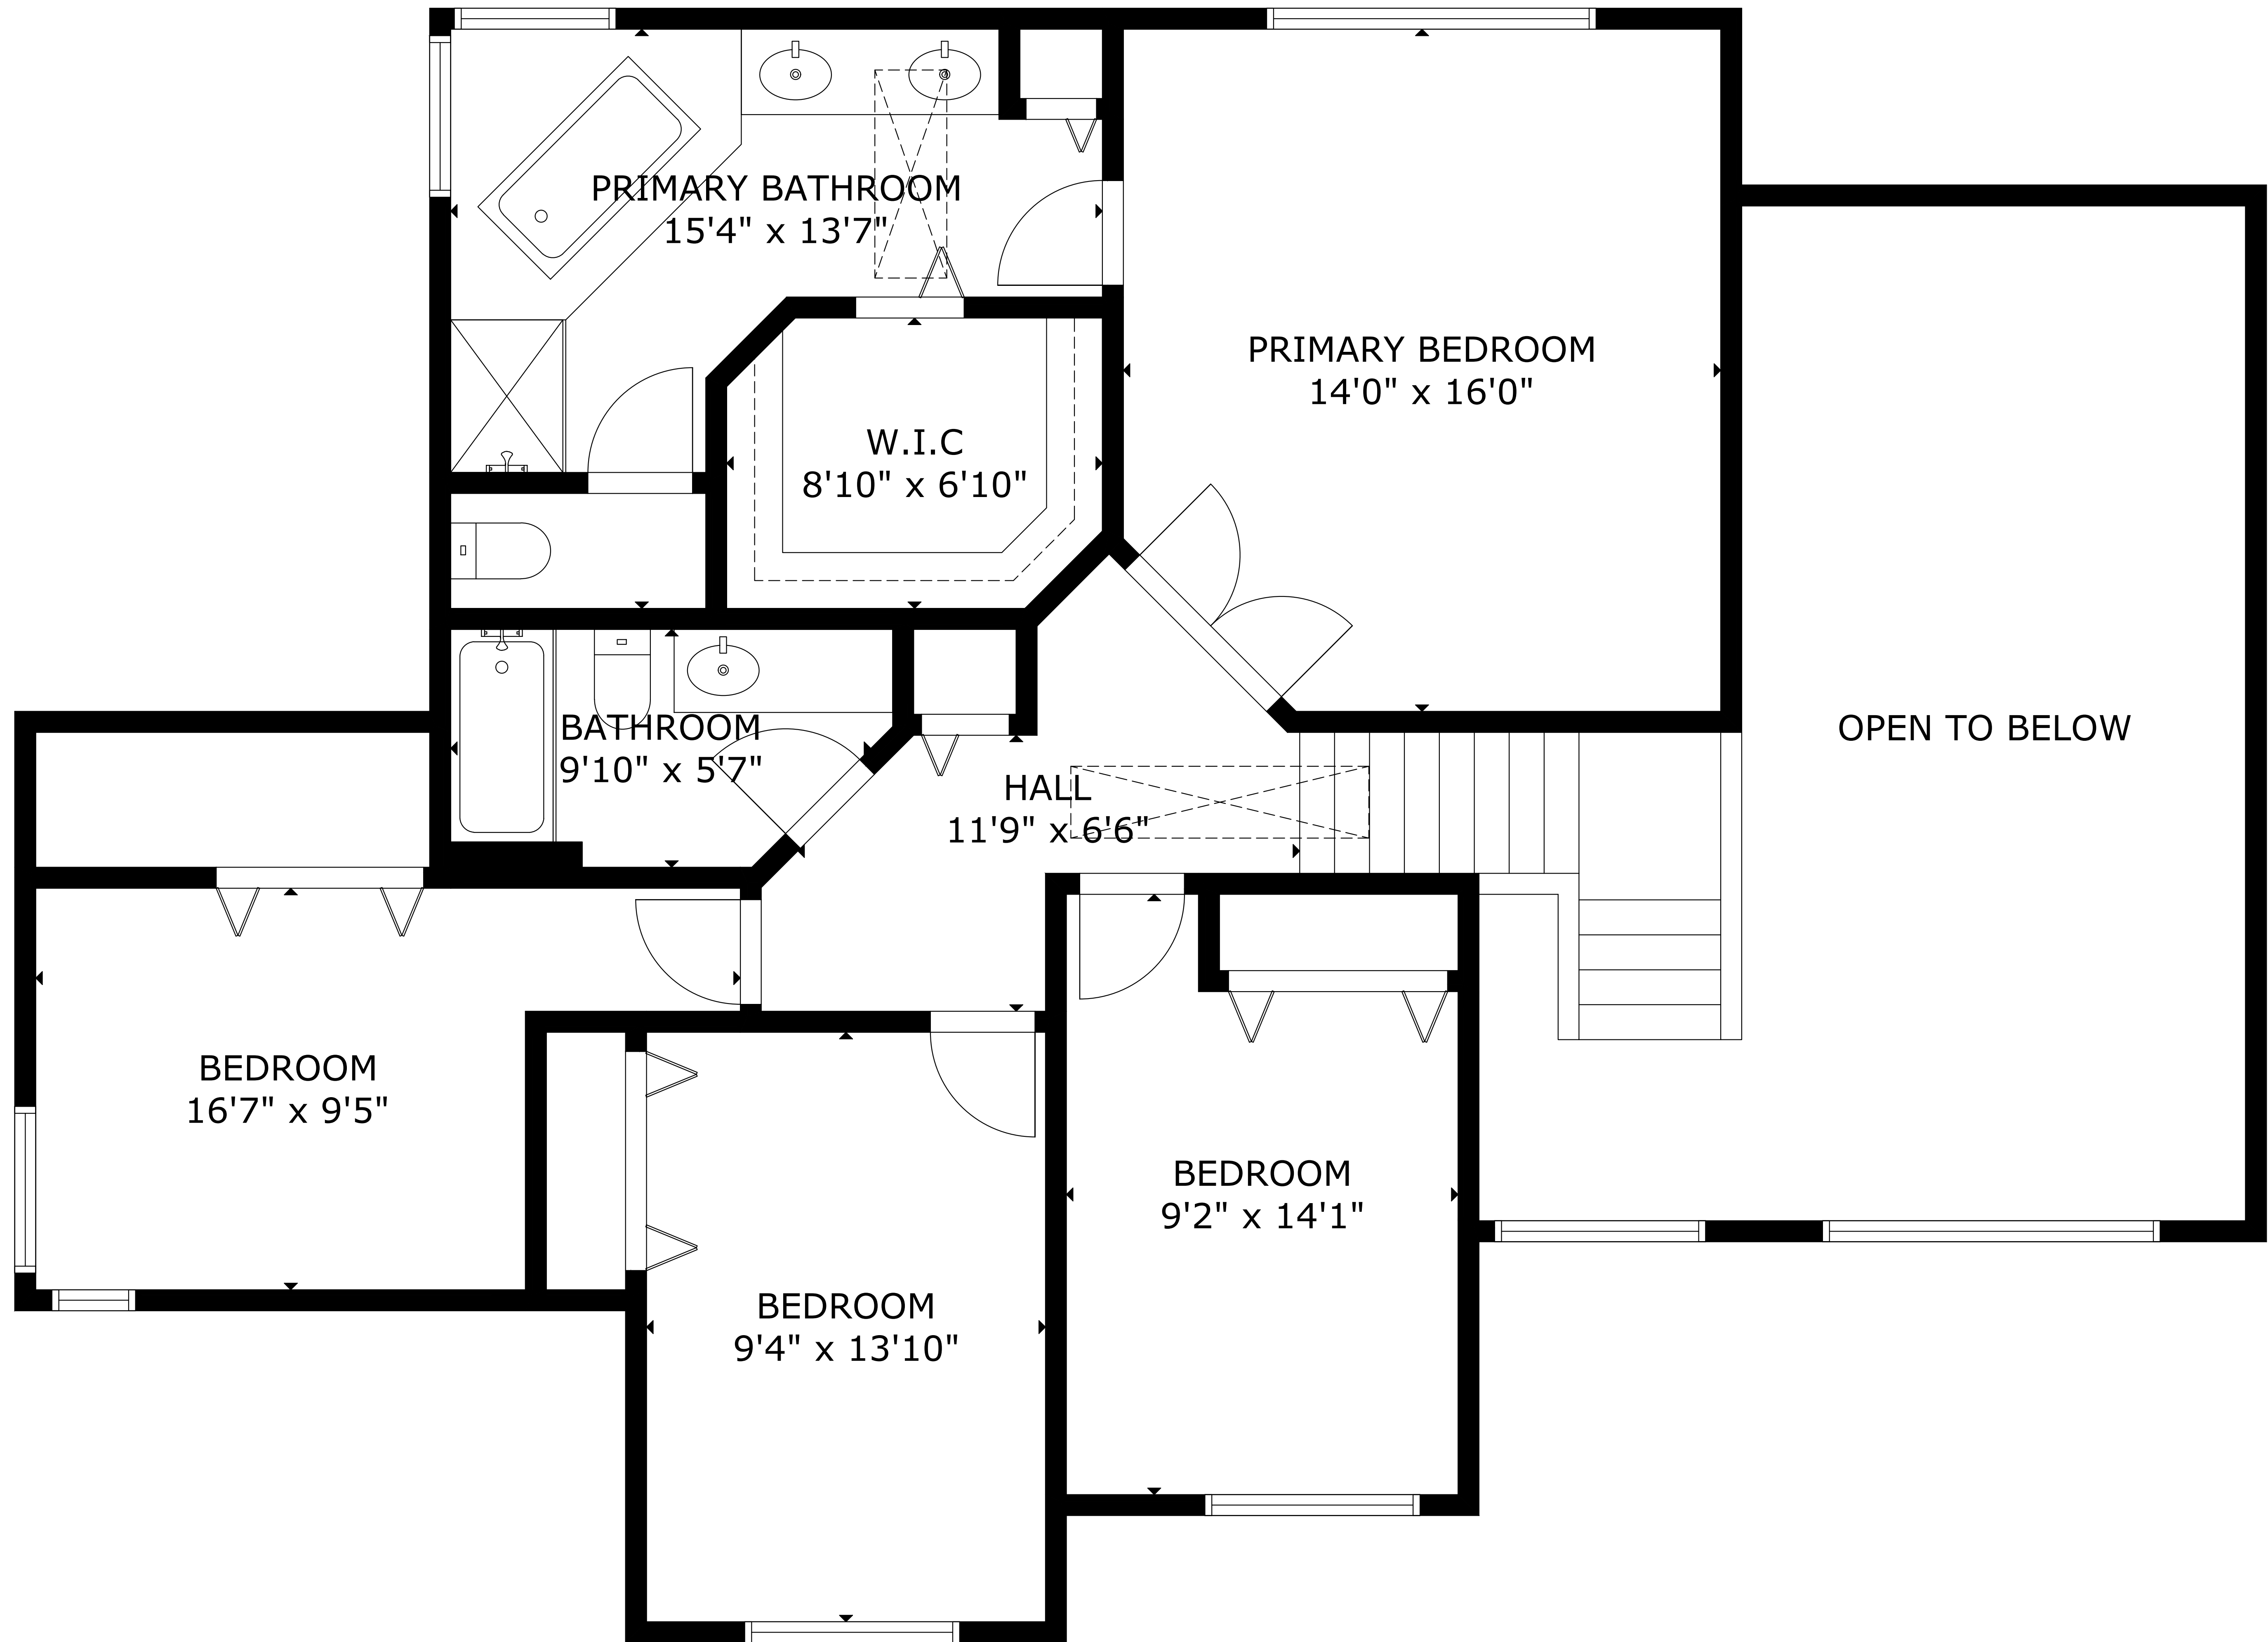 PRIMARY BATHROOM
15'4" x 13'7"
PRIMARY BEDROOM
14'0" x 16'0"
W.I.C
8'10" x 6'10"
BATHROOM
9'10" x 5'7"
OPEN TO BELOW
HALL
11'9" x 6'6"
BEDROOM
16'7" x 9'5"
BEDROOM
9'2" x 14'1"
BEDROOM
9'4" x 13'10"